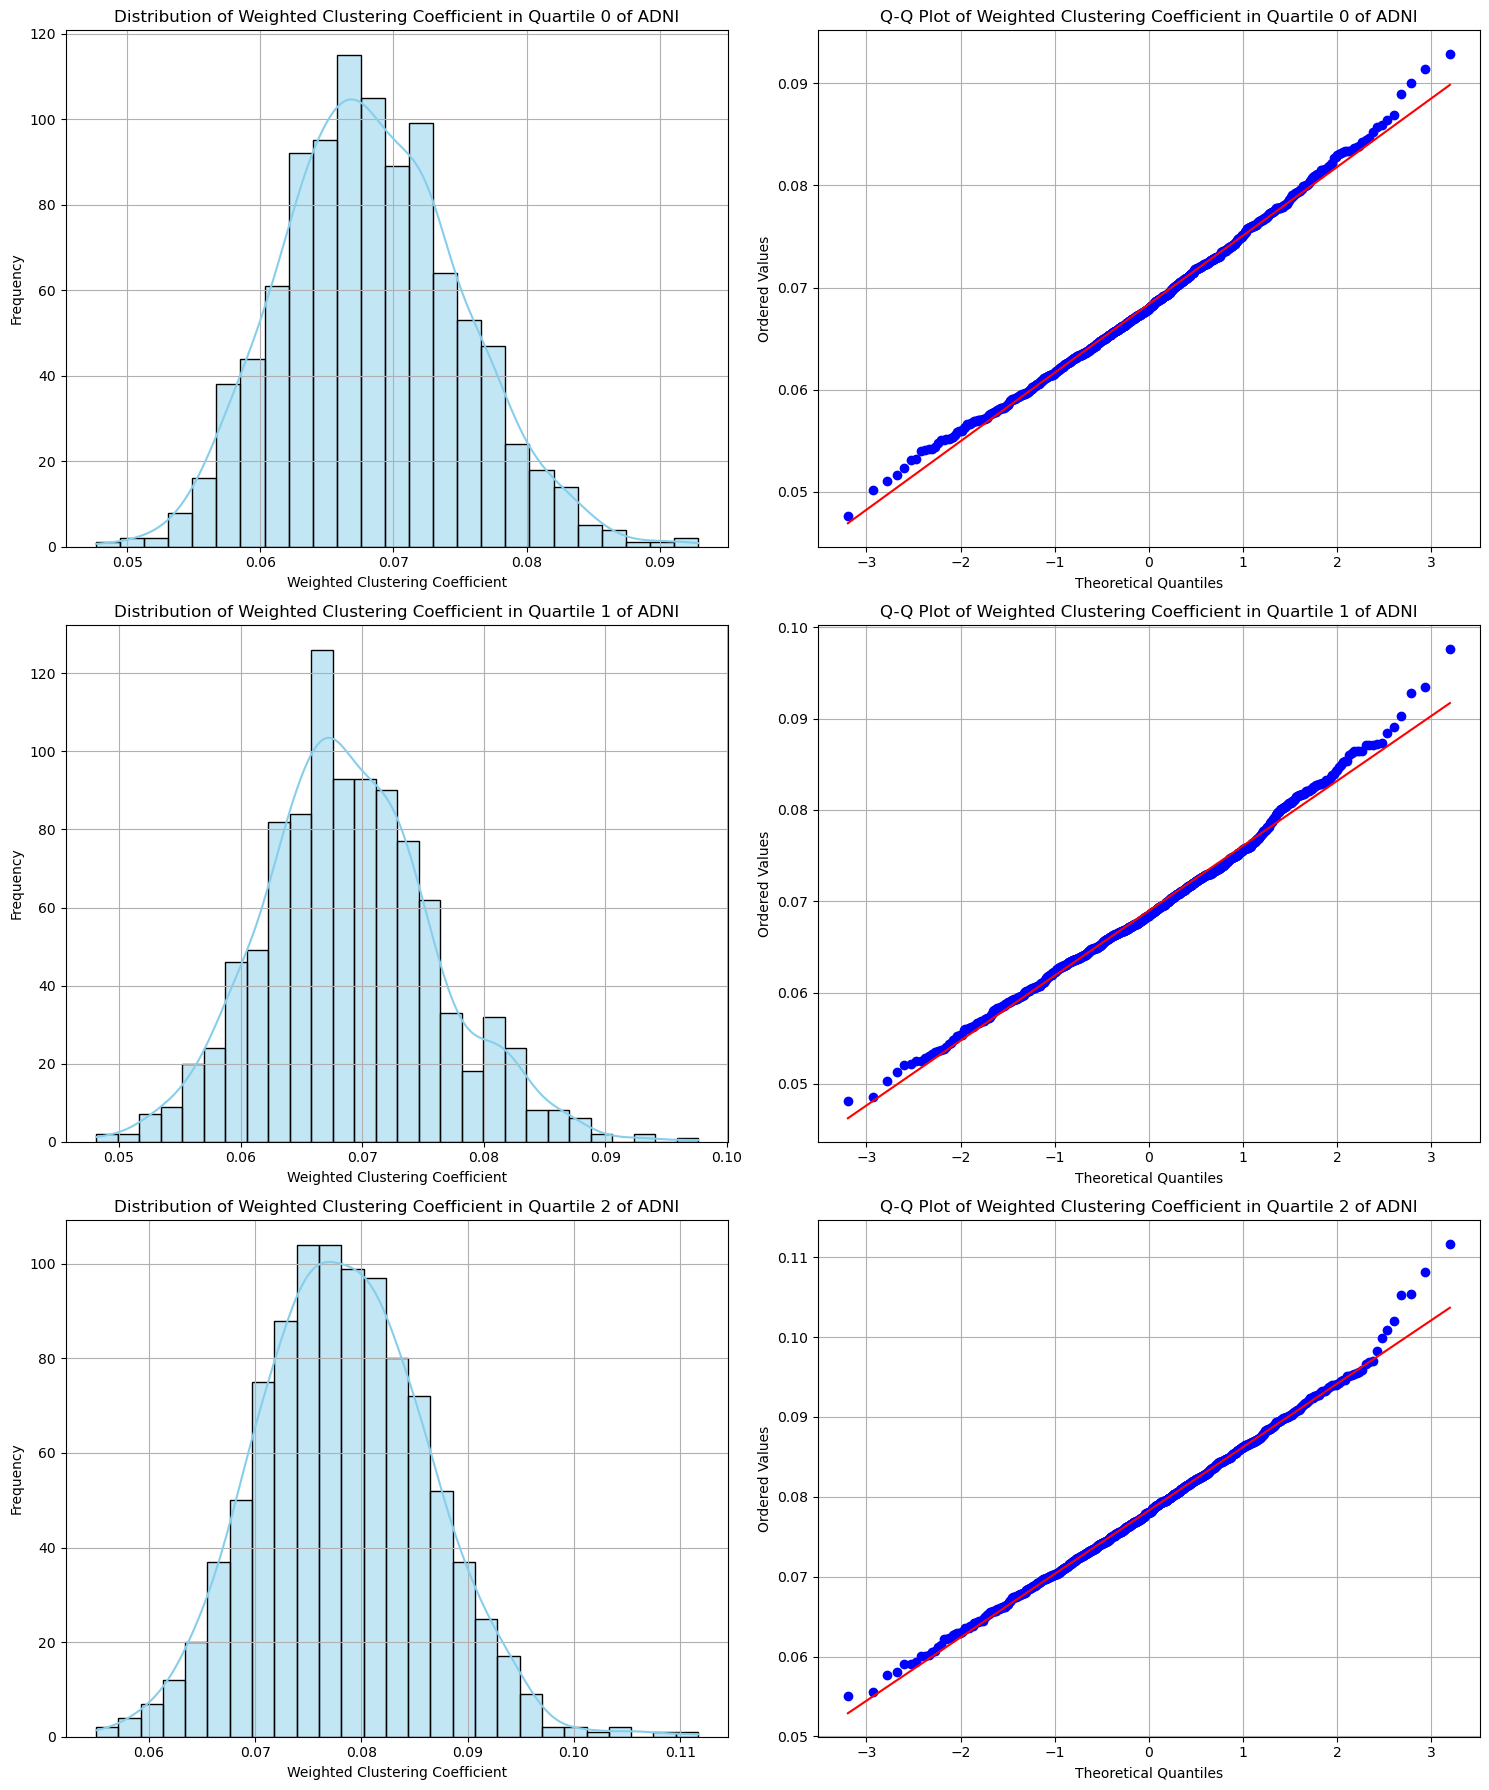 Distribution of Weighted Clustering Coefficient in Quartile 0 of ADNI
120
100
80
60
40
20
0
Frequency
0.05 0.06 0.07 0.08 0.09
Weighted Clustering Coefficient
Q-Q Plot of Weighted Clustering Coefficient in Quartile 0 of ADNI
0.09
0.08
0.07
0.06
0.05
Ordered Values
−3 −2 −1 0 1 2 3
Theoretical Quantiles
Distribution of Weighted Clustering Coefficient in Quartile 1 of ADNI
120
100
80
60
40
20
0
Frequency
0.05 0.06 0.07 0.08 0.09 0.10
Weighted Clustering Coefficient
Q-Q Plot of Weighted Clustering Coefficient in Quartile 1 of ADNI
0.10
0.09
0.08
0.07
0.06
0.05
Ordered Values
−3 −2 −1 0 1 2 3
Theoretical Quantiles
Distribution of Weighted Clustering Coefficient in Quartile 2 of ADNI
100
80
60
40
20
0
Frequency
0.06 0.07 0.08 0.09 0.10 0.11
Weighted Clustering Coefficient
Q-Q Plot of Weighted Clustering Coefficient in Quartile 2 of ADNI
0.11
0.10
0.09
0.08
0.07
0.06
0.05
Ordered Values
−3 −2 −1 0 1 2 3
Theoretical Quantiles